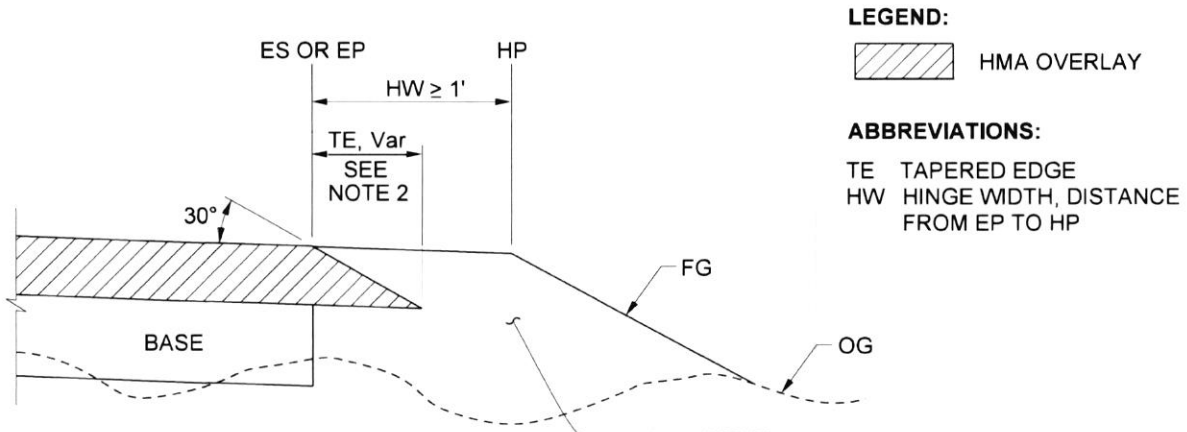 LEGEND:
HMA OVERLAY
ABBREVIATIONS:
TE TAPERED EDGE
HW HINGE WIDTH, DISTANCE
FROM EP TO HP
ES OR EP
HP
HW ≥ 1'
TE, Var
SEE
NOTE 2
30°
FG
BASE
OG